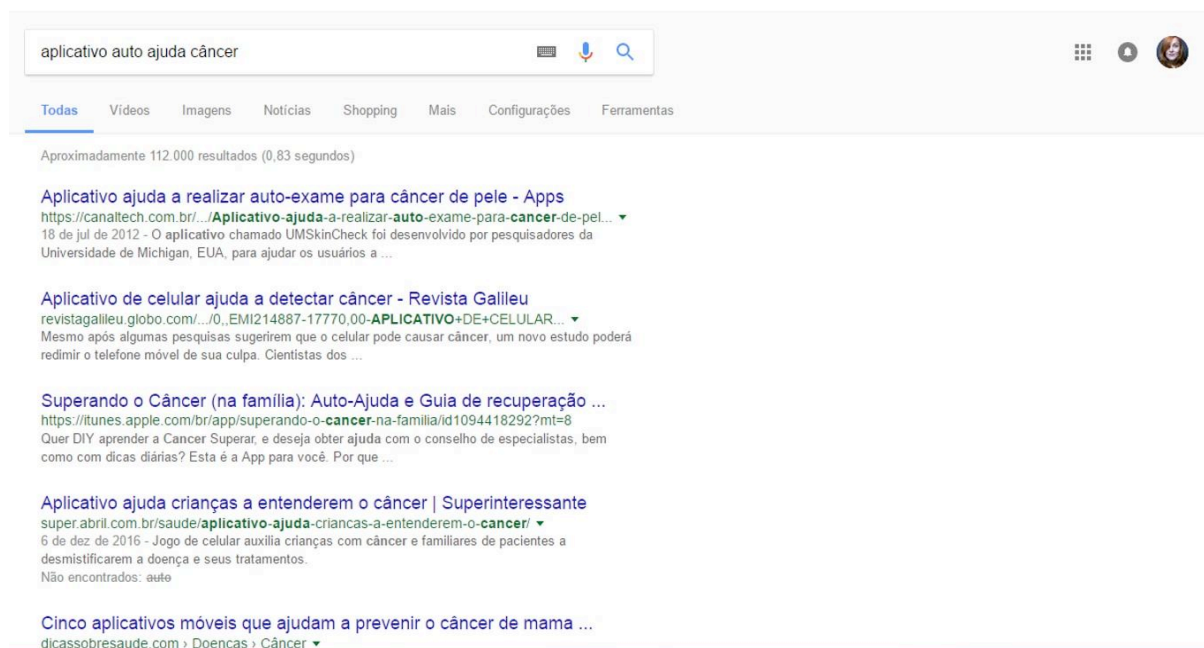 aplicativo auto ajuda câncer
Todas Vídeos Imagens Notícias Shopping Mais Configurações Ferramentas
Aproximadamente 112.000 resultados (0,83 segundos)
Aplicativo ajuda a realizar auto-exame para câncer de pele - Apps
https://canaltech.com.br/.../Aplicativo-ajuda-a-realizar-auto-exame-para-cancer-de-pel...
18 de jul de 2012 - O aplicativo chamado UMSkinCheck foi desenvolvido por pesquisadores da
Universidade de Michigan, EUA, para ajudar os usuários a ...
Aplicativo de celular ajuda a detectar câncer - Revista Galileu
revistagalileu.globo.com/.../0,,EMI214887-17770,00-APLICATIVO+DE+CELULAR...
Mesmo após algumas pesquisas sugerirem que o celular pode causar câncer, um novo estudo poderá
redimir o telefone móvel de sua culpa. Cientistas dos ...
Superando o Câncer (na família): Auto-Ajuda e Guia de recuperação ...
https://itunes.apple.com/br/app/superando-o-cancer-na-familia/id1094418292?mt=8
Quer DIY aprender a Cancer Superar, e deseja obter ajuda com o conselho de especialistas, bem
como com dicas diárias? Esta é a App para você. Por que ...
Aplicativo ajuda crianças a entenderem o câncer | Superinteressante
super.abril.com.br/saude/aplicativo-ajuda-criancas-a-entenderem-o-cancer/
6 de dez de 2016 - Jogo de celular auxilia crianças com câncer e familiares de pacientes a
desmistificarem a doença e seus tratamentos.
Não encontrados: auto
Cinco aplicativos móveis que ajudam a prevenir o câncer de mama ...
dicassobresaude.com › Doenças › Câncer